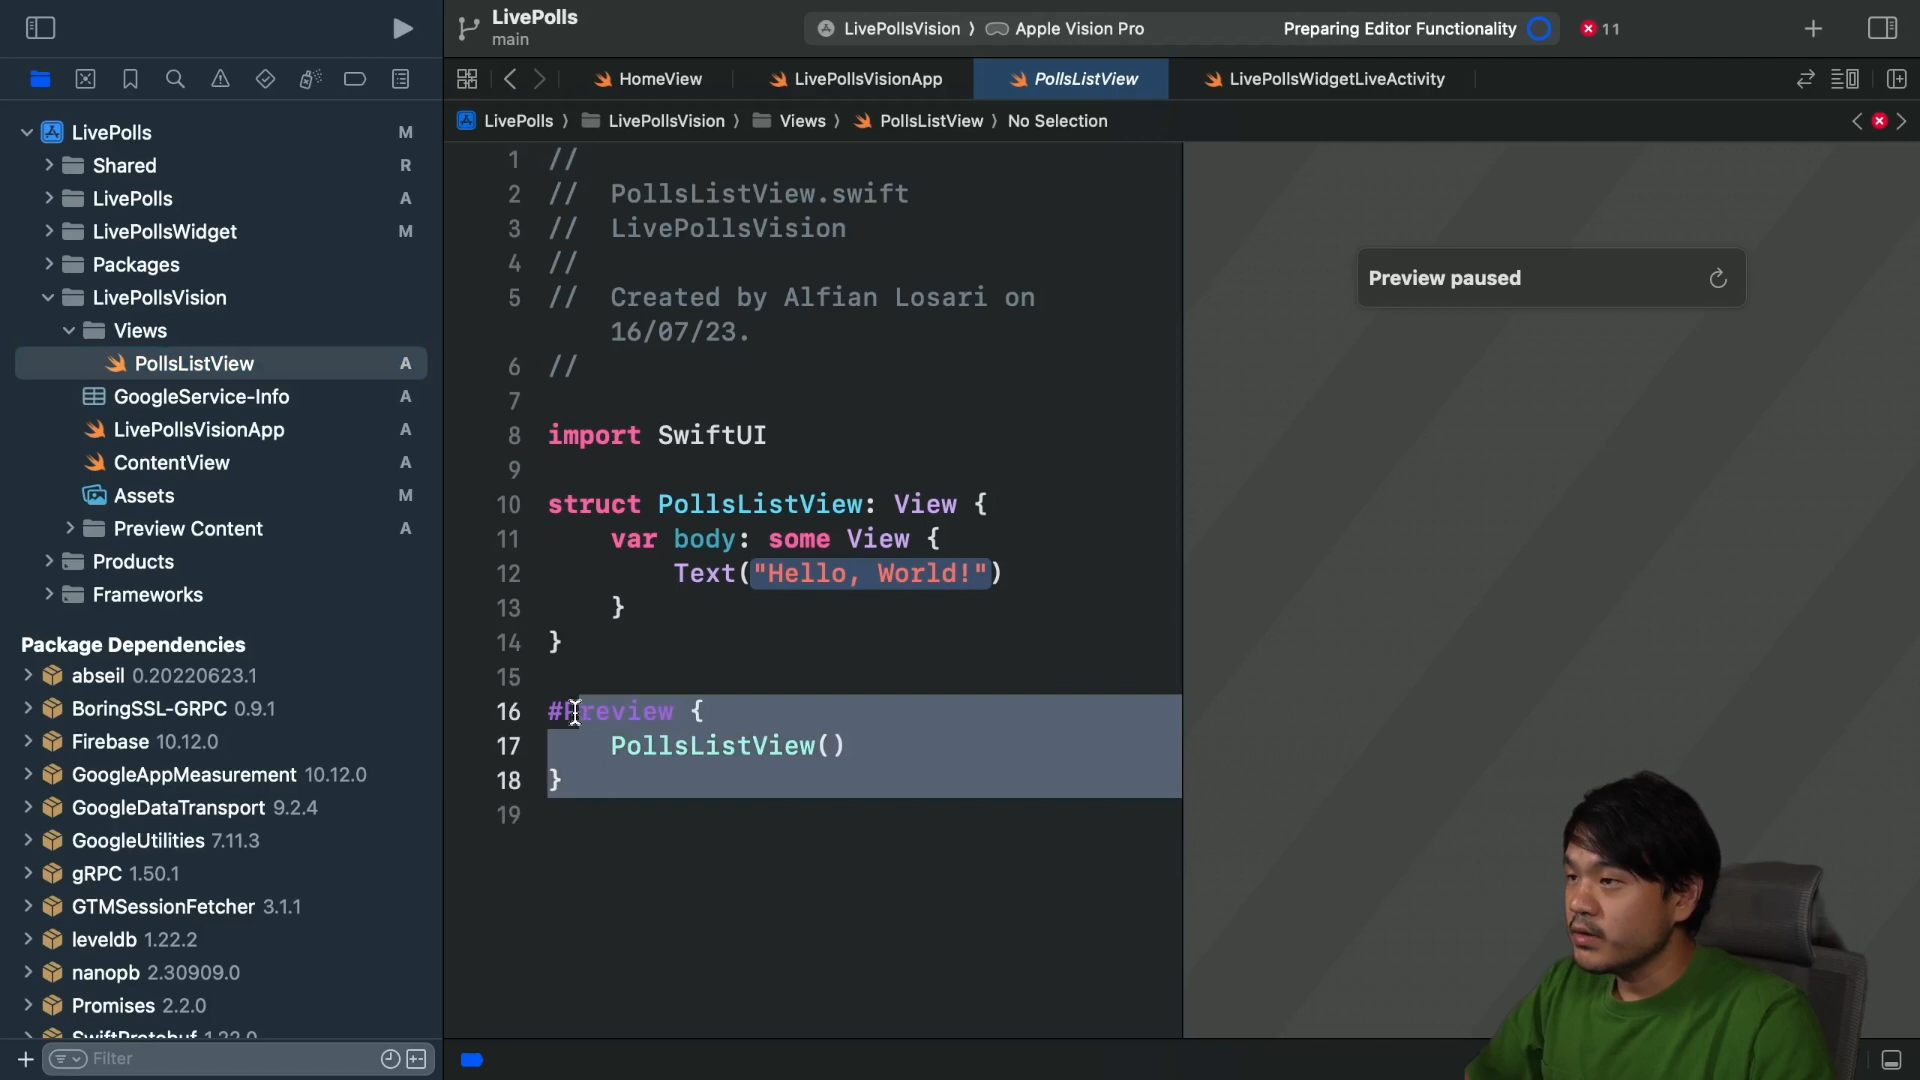 LivePolls
main
LivePollsVision 〉 Apple Vision Pro
Preparing Editor Functionality
11
HomeView
LivePollsVisionApp
PollsListView
LivePollsWidgetLiveActivity
LivePolls 〉 LivePollsVision 〉 Views 〉 PollsListView 〉 No Selection
LivePolls M
Shared R
LivePolls A
LivePollsWidget M
Packages
LivePollsVision
Views
PollsListView A
GoogleService-Info A
LivePollsVisionApp A
ContentView A
Assets M
Preview Content A
Products
Frameworks
Package Dependencies
abseil 0.20220623.1
BoringSSL-GRPC 0.9.1
Firebase 10.12.0
GoogleAppMeasurement 10.12.0
GoogleDataTransport 9.2.4
GoogleUtilities 7.11.3
gRPC 1.50.1
GTMSessionFetcher 3.1.1
leveldb 1.22.2
nanopb 2.30909.0
Promises 2.2.0
Filter
1 //
2 // PollsListView.swift
3 // LivePollsVision
4 //
5 // Created by Alfian Losari on
16/07/23.
6 //
7
8 import SwiftUI
9
10 struct PollsListView: View {
11 var body: some View {
12 Text("Hello, World!")
13 }
14 }
15
16 #Preview {
17 PollsListView()
18 }
19
Preview paused